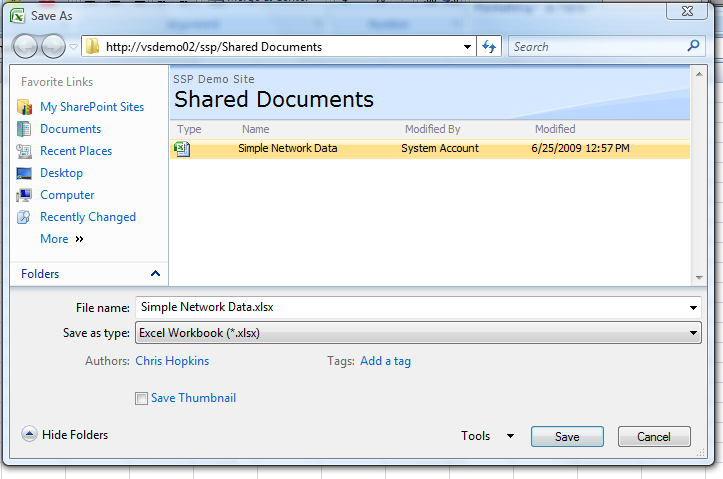 Save As
http://vsdemo02/ssp/Shared Documents
Search
Favorite Links
My SharePoint Sites
Documents
Recent Places
Desktop
Computer
Recently Changed
More »
Folders
SSP Demo Site
Shared Documents
Type Name Modified By Modified
Simple Network Data System Account 6/25/2009 12:57 PM
File name: Simple Network Data.xlsx
Save as type: Excel Workbook (*.xlsx)
Authors: Chris Hopkins Tags: Add a tag
Save Thumbnail
Hide Folders Tools Save Cancel